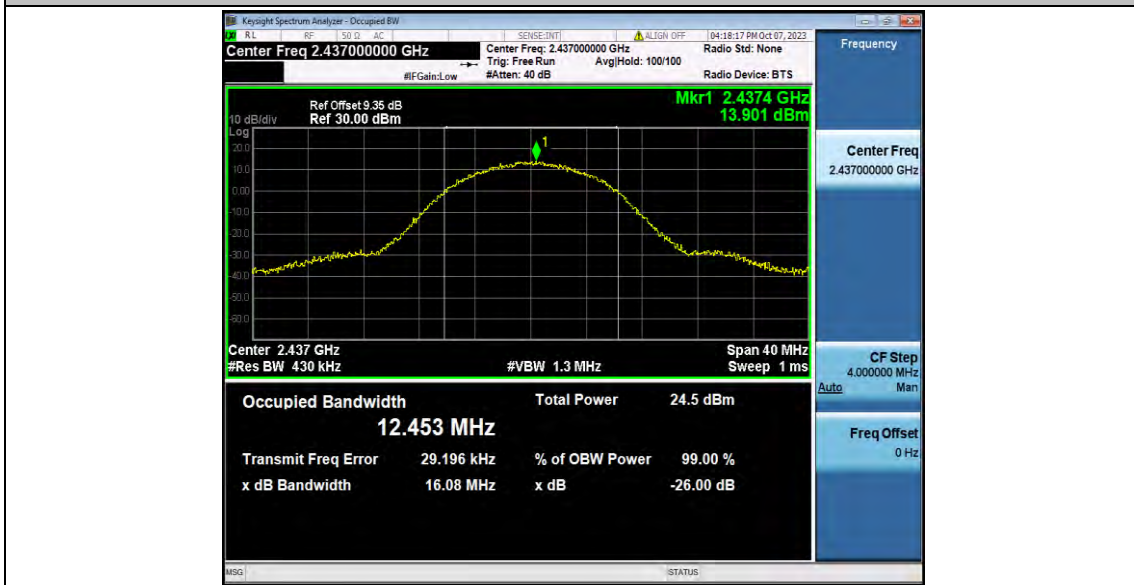 Keysight Spectrum Analyzer - Occupied BW
RL RF 50 Ω AC SENSE:INT ALIGN OFF 04:18:17 PM Oct 07, 2023
Center Freq 2.437000000 GHz
Center Freq: 2.437000000 GHz
Radio Std: None
Trig: Free Run Avg|Hold: 100/100
#IFGain:Low #Atten: 40 dB
Radio Device: BTS
Frequency
Mkr1 2.4374 GHz
13.901 dBm
Ref Offset 9.35 dB
10 dB/div Ref 30.00 dBm
Log
20.0
10.0
0.00
-10.0
-20.0
-30.0
-40.0
-50.0
-60.0
1
Center 2.437 GHz
Span 40 MHz
#Res BW 430 kHz
#VBW 1.3 MHz
Sweep 1 ms
Occupied Bandwidth
12.453 MHz
Total Power 24.5 dBm
Transmit Freq Error 29.196 kHz
% of OBW Power 99.00 %
x dB Bandwidth 16.08 MHz
x dB -26.00 dB
Center Freq
2.437000000 GHz
CF Step
4.000000 MHz
Auto Man
Freq Offset
0 Hz
MSG
STATUS